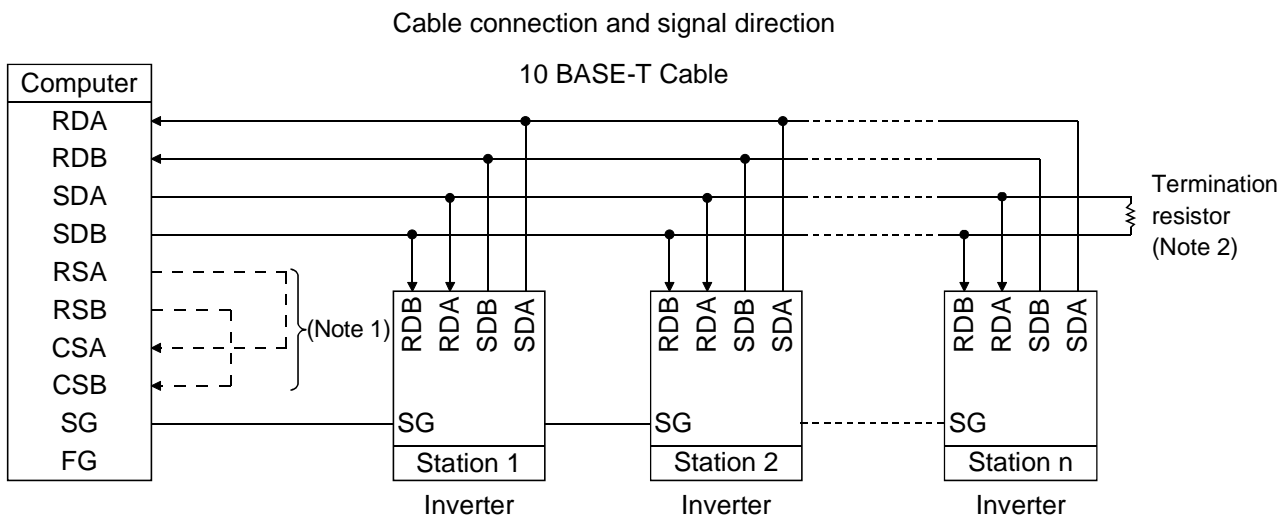 Cable connection and signal direction
10 BASE-T Cable
Computer
RDA
RDB
SDA
SDB
RSA
RSB
CSA
CSB
SG
FG
(Note 1)
RDB
RDA
SDB
SDA
SG
Station 1
Inverter
RDB
RDA
SDB
SDA
SG
Station 2
Inverter
RDB
RDA
SDB
SDA
SG
Station n
Inverter
Termination
resistor
(Note 2)